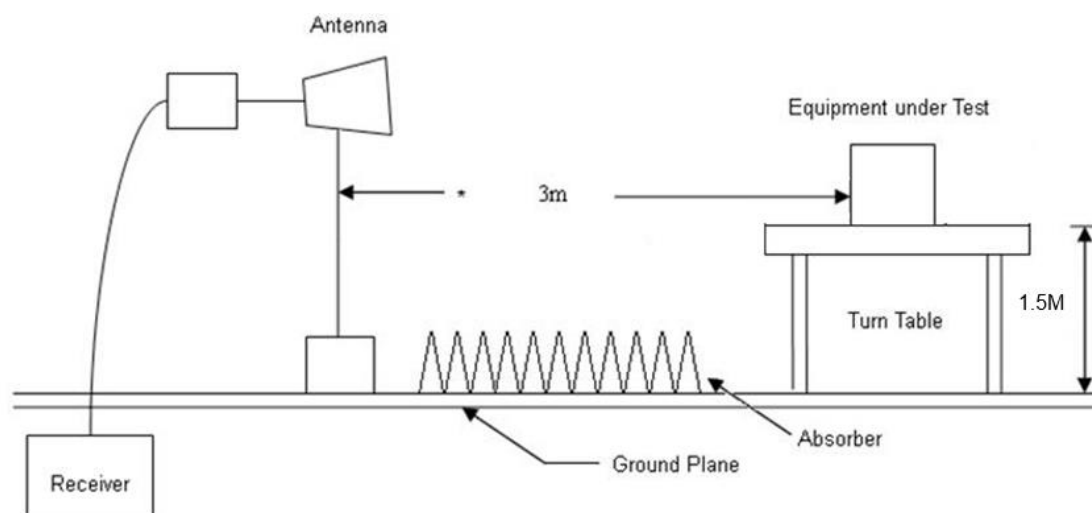 Antenna
Equipment under Test
* 3m
1.5M
Turn Table
Absorber
Ground Plane
Receiver